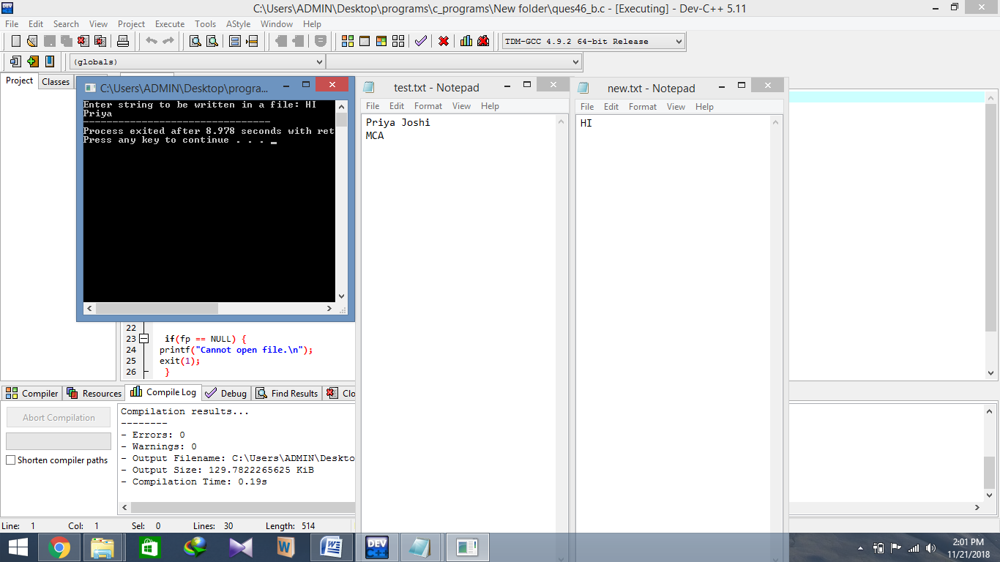 C:\Users\ADMIN\Desktop\programs\c_programs\New folder\ques46_b.c - [Executing] - Dev-C++ 5.11
File Edit Search View Project Execute Tools AStyle Window Help
TDM-GCC 4.9.2 64-bit Release
(globals)
Project Classes
C:\Users\ADMIN\Desktop\progra...
Enter string to be written in a file: HI
Priya
--------------------------------
Process exited after 8.978 seconds with ret
Press any key to continue . . . _
test.txt - Notepad
File Edit Format View Help
Priya Joshi
MCA
new.txt - Notepad
File Edit Format View Help
HI
22
23 if(fp == NULL) {
24 printf("Cannot open file.\n");
25 exit(1);
26 }
Compiler Resources Compile Log Debug Find Results Clo
Abort Compilation
Shorten compiler paths
Compilation results...
--------
- Errors: 0
- Warnings: 0
- Output Filename: C:\Users\ADMIN\Deskto
- Output Size: 129.7822265625 KiB
- Compilation Time: 0.19s
Line: 1 Col: 1 Sel: 0 Lines: 30 Length: 514
DEV C++
2:01 PM
11/21/2018